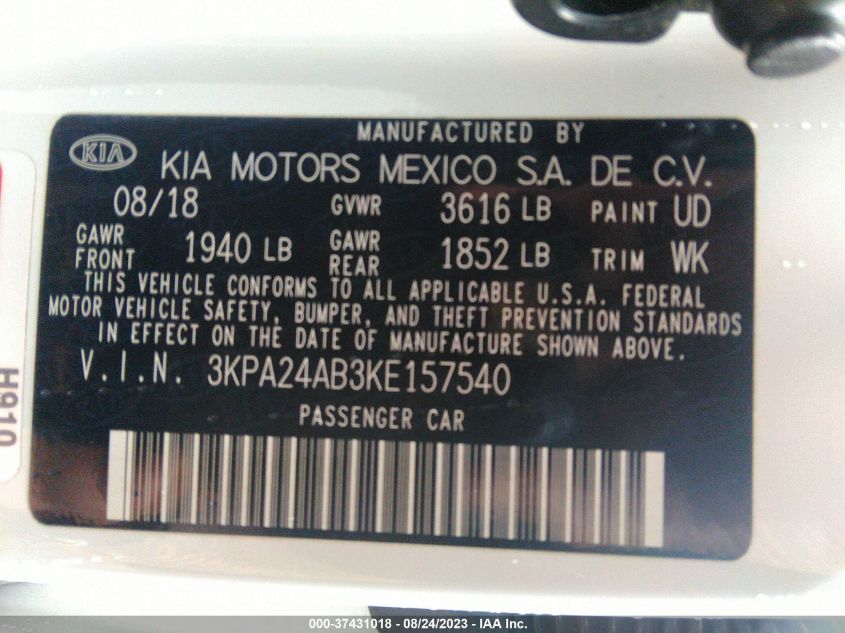 MANUFACTURED BY
KIA KIA MOTORS MEXICO S.A. DE C.V.
08/18 GVWR 3616 LB PAINT UD
GAWR FRONT 1940 LB GAWR REAR 1852 LB TRIM WK
THIS VEHICLE CONFORMS TO ALL APPLICABLE U.S.A. FEDERAL
MOTOR VEHICLE SAFETY, BUMPER, AND THEFT PREVENTION STANDARDS
IN EFFECT ON THE DATE OF MANUFACTURE SHOWN ABOVE.
V.I.N. 3KPA24AB3KE157540
PASSENGER CAR
H910
000-37431018 - 08/24/2023 - IAA Inc.